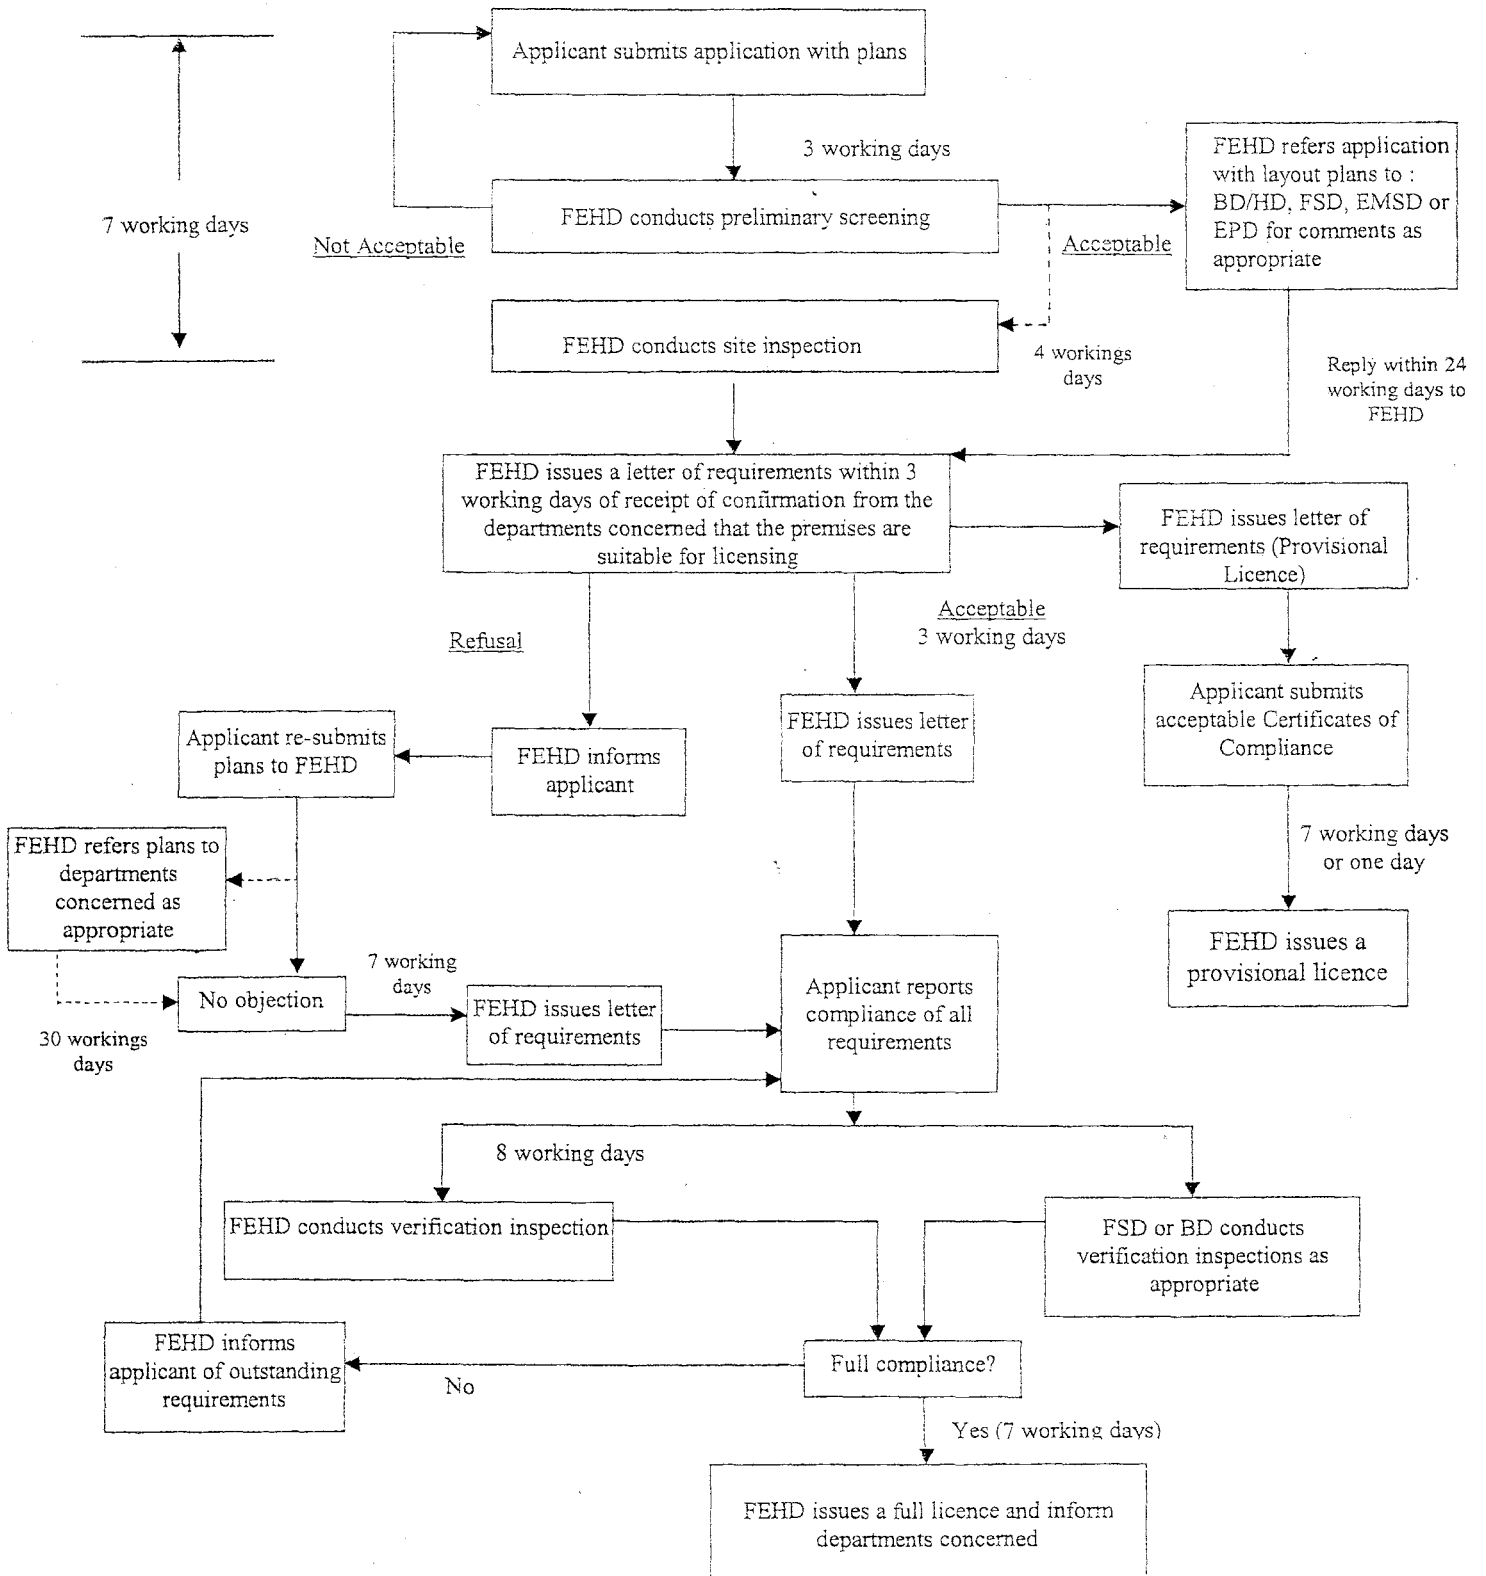 Applicant submits application with plans
3 working days
FEHD refers application
with layout plans to :
BD/HD, FSD, EMSD or
EPD for comments as
appropriate
7 working days
FEHD conducts preliminary screening
Not Acceptable
Acceptable
FEHD conducts site inspection
4 workings
days
Reply within 24
working days to
FEHD
FEHD issues a letter of requirements within 3
working days of receipt of confirmation from the
departments concerned that the premises are
suitable for licensing
FEHD issues letter of
requirements (Provisional
Licence)
Refusal
Acceptable
3 working days
Applicant submits
acceptable Certificates of
Compliance
Applicant re-submits
plans to FEHD
FEHD informs
applicant
FEHD issues letter
of requirements
7 working days
or one day
FEHD refers plans to
departments
concerned as
appropriate
FEHD issues a
provisional licence
No objection
7 working
days
FEHD issues letter
of requirements
Applicant reports
compliance of all
requirements
30 workings
days
8 working days
FEHD conducts verification inspection
FSD or BD conducts
verification inspections as
appropriate
FEHD informs
applicant of outstanding
requirements
No
Full compliance?
Yes (7 working days)
FEHD issues a full licence and inform
departments concerned